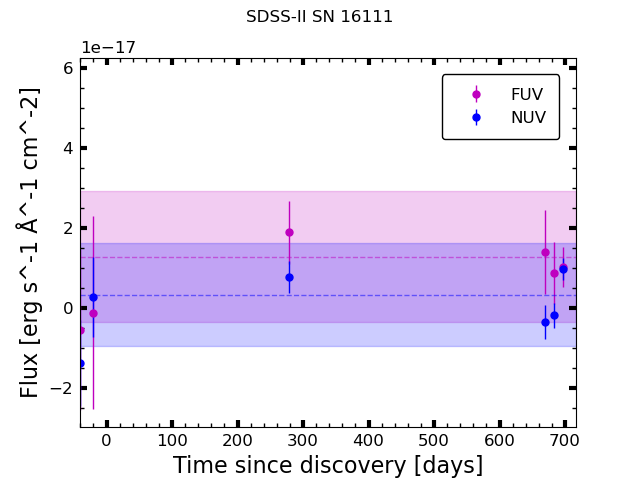 SDSS-II SN 16111
1e−17
6
4
2
0
−2
Flux [erg s^-1 Å^-1 cm^-2]
FUV
NUV
0 100 200 300 400 500 600 700
Time since discovery [days]